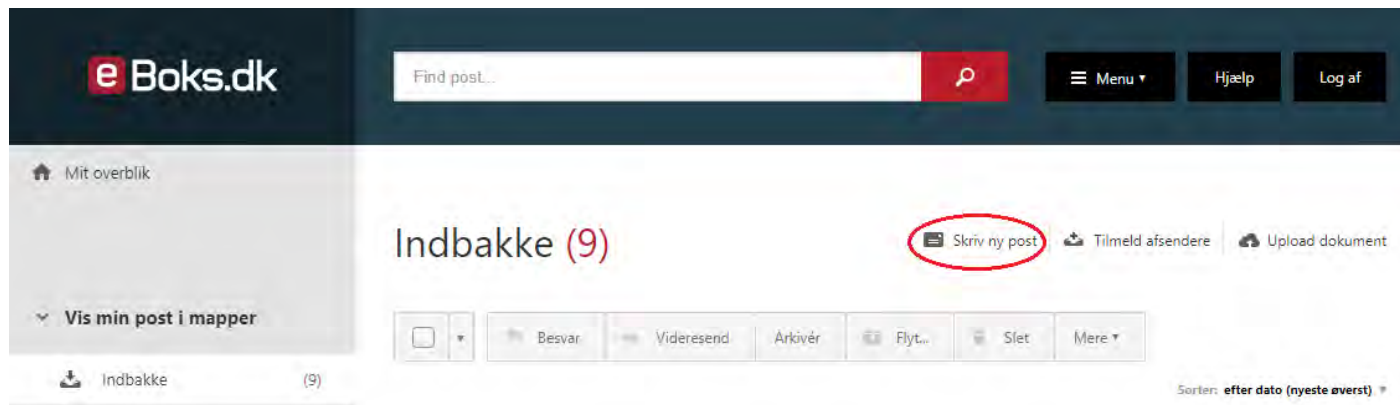 e Boks.dk
Find post...
Menu
Hjælp
Log af
Mit overblik
Indbakke (9)
Skriv ny post
Tilmeld afsendere
Upload dokument
Vis min post i mapper
Besvar
Videresend
Arkivér
Flyt...
Slet
Mere
Indbakke (9)
Sorter: efter dato (nyeste øverst)